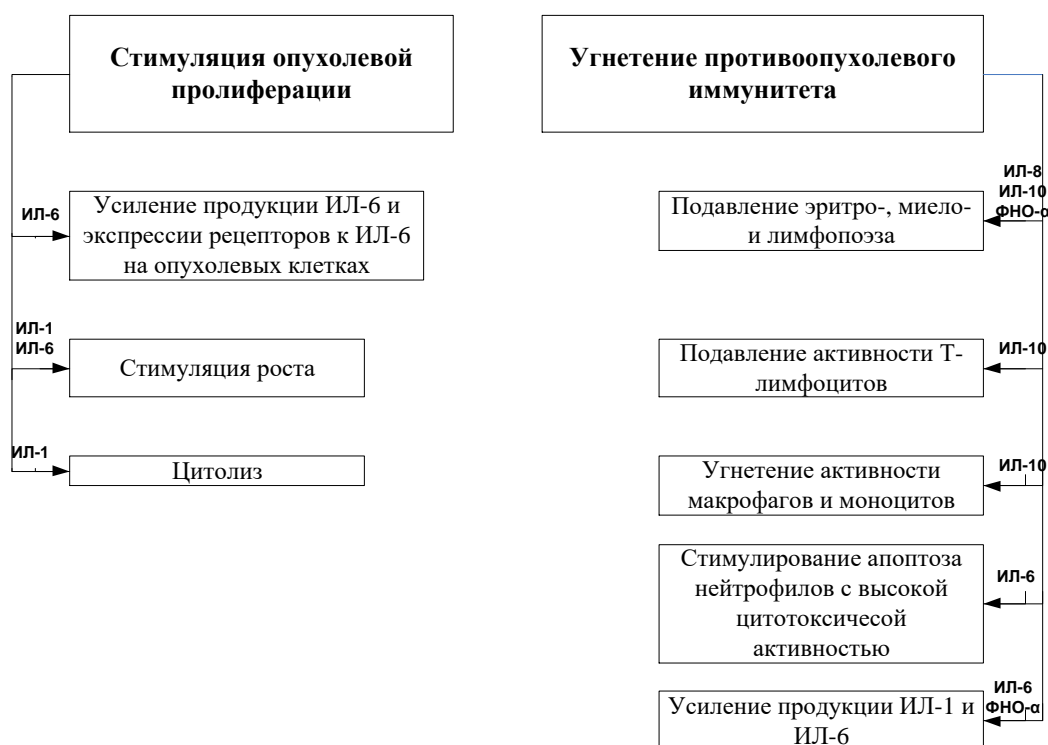 Стимуляция опухолевой
пролиферации
ИЛ-6
Усиление продукции ИЛ-6 и
экспрессии рецепторов к ИЛ-6
на опухолевых клетках
ИЛ-1
ИЛ-6
Стимуляция роста
ИЛ-1
Цитолиз
Угнетение противоопухолевого
иммунитета
ИЛ-8
ИЛ-10
ФНО-α
Подавление эритро-, миело-
и лимфопоэза
ИЛ-10
Подавление активности Т-
лимфоцитов
ИЛ-10
Угнетение активности
макрофагов и моноцитов
ИЛ-6
Стимулирование апоптоза
нейтрофилов с высокой
цитотоксичесой
активностью
ИЛ-6
ФНО-α
Усиление продукции ИЛ-1 и
ИЛ-6